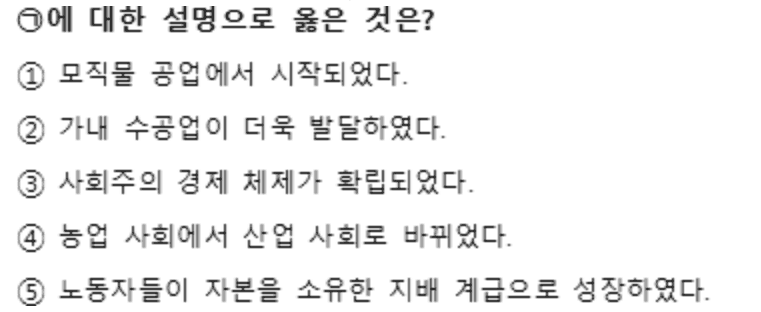 ㉠에 대한 설명으로 옳은 것은?
① 모직물 공업에서 시작되었다.
② 가내 수공업이 더욱 발달하였다.
③ 사회주의 경제 체제가 확립되었다.
④ 농업 사회에서 산업 사회로 바뀌었다.
⑤ 노동자들이 자본을 소유한 지배 계급으로 성장하였다.